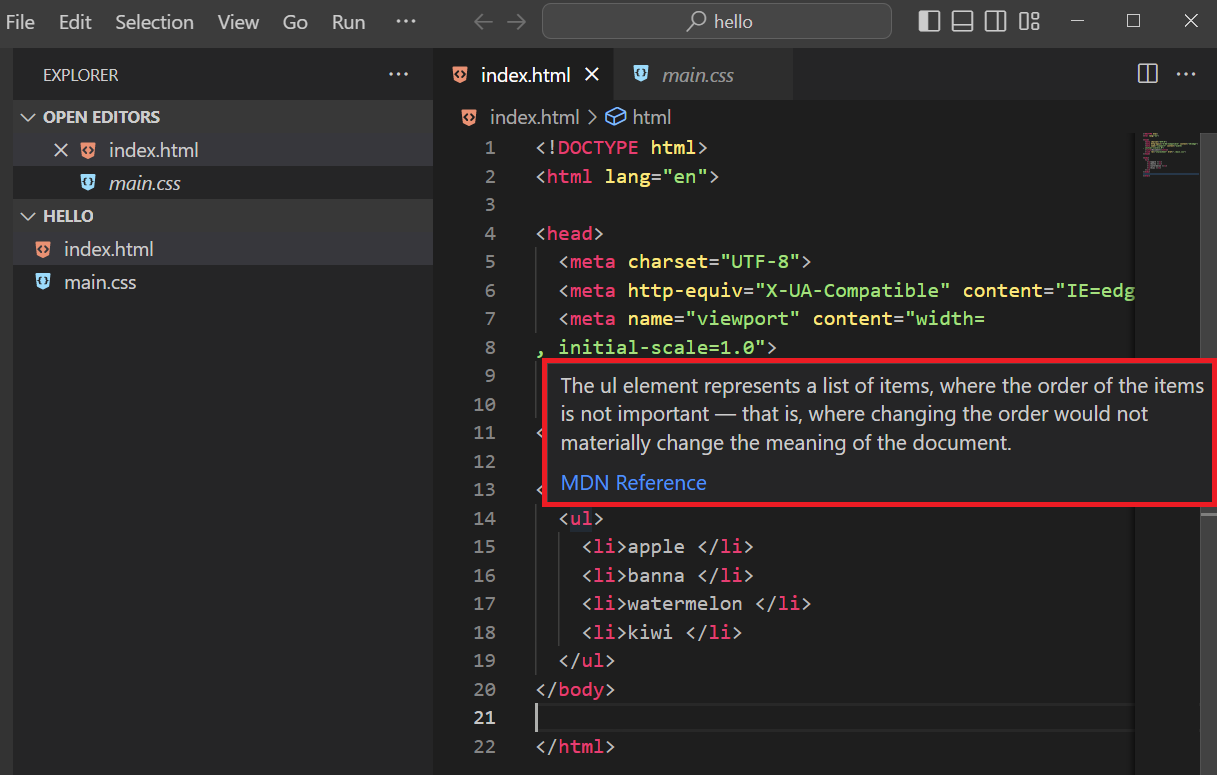 File Edit Selection View Go Run ···
hello
EXPLORER ···
OPEN EDITORS
index.html
main.css
HELLO
index.html
main.css
index.html main.css ···
index.html > html
1 <!DOCTYPE html>
2 <html lang="en">
3
4 <head>
5 <meta charset="UTF-8">
6 <meta http-equiv="X-UA-Compatible" content="IE=edg
7 <meta name="viewport" content="width=
8 , initial-scale=1.0">
9
10
11 <
12
13 <
The ul element represents a list of items, where the order of the items
is not important — that is, where changing the order would not
materially change the meaning of the document.
MDN Reference
14 <ul>
15 <li>apple </li>
16 <li>banna </li>
17 <li>watermelon </li>
18 <li>kiwi </li>
19 </ul>
20 </body>
21
22 </html>